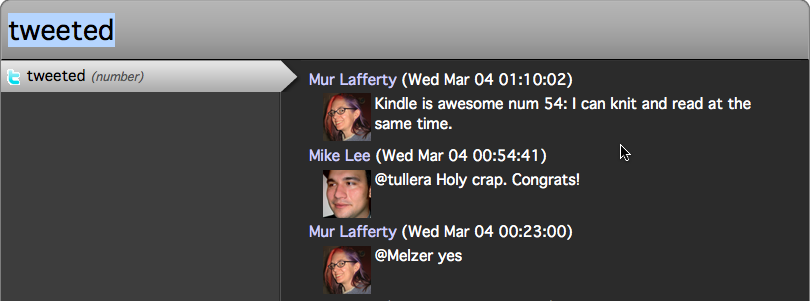 tweeted
tweeted (number)
Mur Lafferty (Wed Mar 04 01:10:02)
Kindle is awesome num 54: I can knit and read at the
same time.
Mike Lee (Wed Mar 04 00:54:41)
@tullera Holy crap. Congrats!
Mur Lafferty (Wed Mar 04 00:23:00)
@Melzer yes